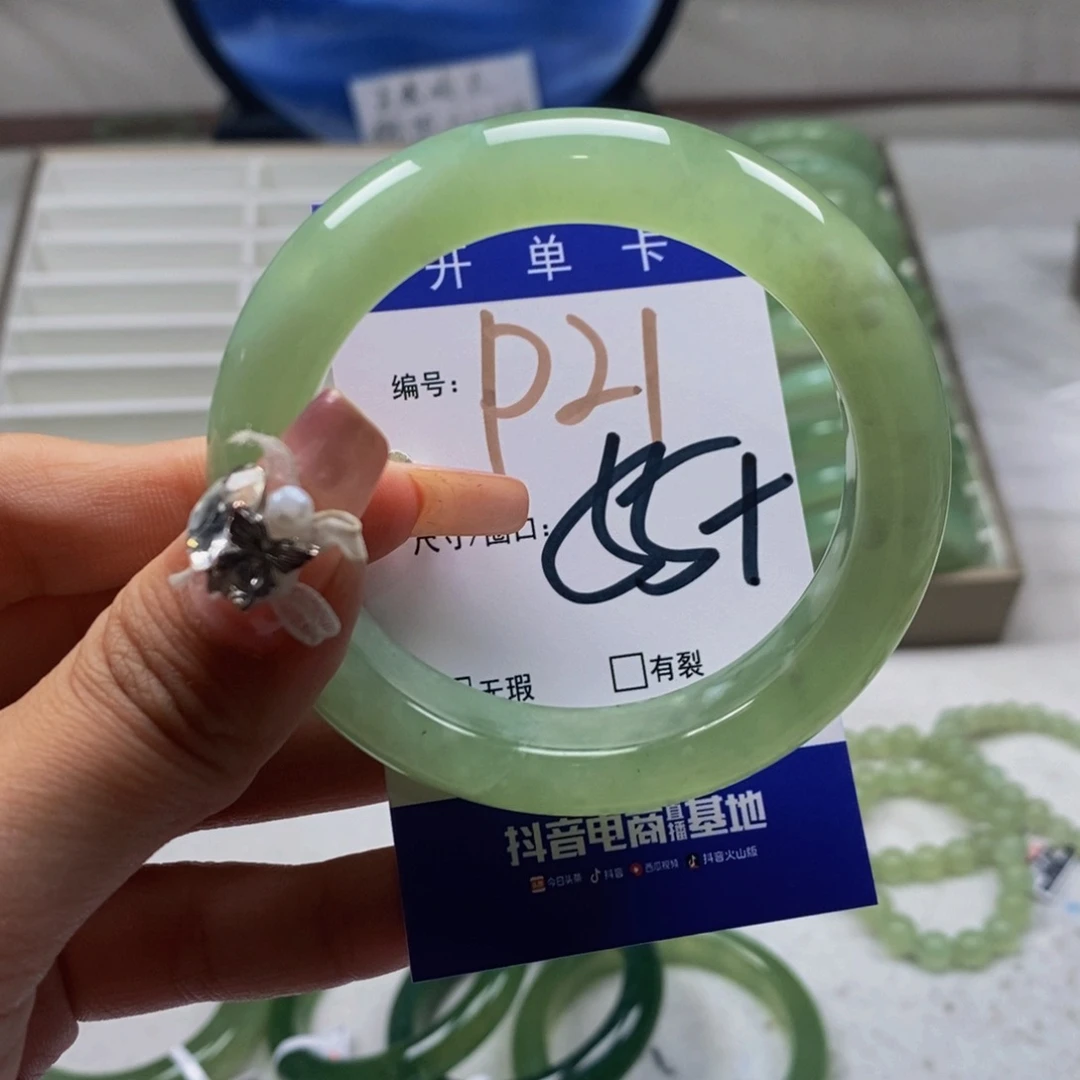 开单卡
编号: P21
尺寸/圈口: 55+
无瑕 有裂
抖音电商直播基地
今日头条 抖音 西瓜视频 抖音火山版